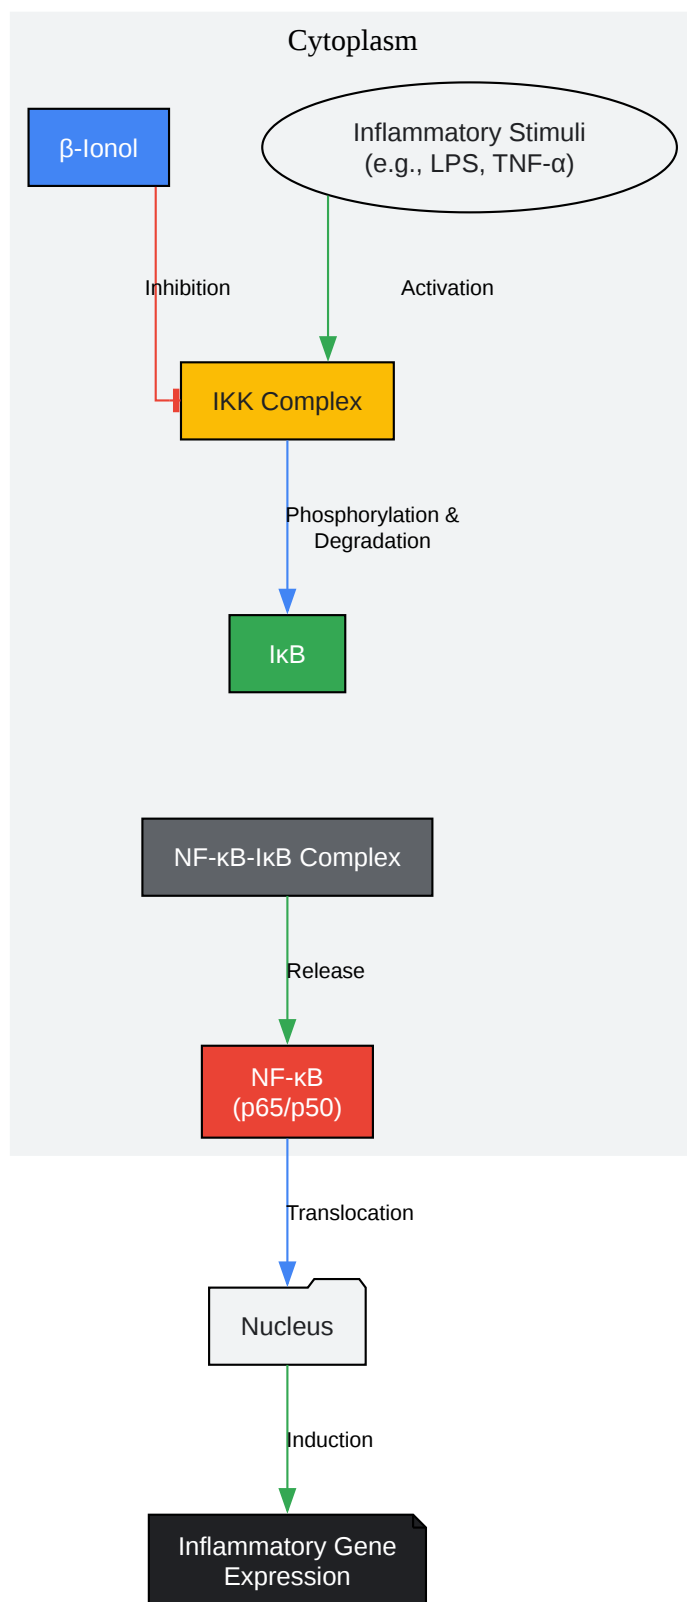 Cytoplasm
β-Ionol
Inflammatory Stimuli
(e.g., LPS, TNF-α)
Inhibition
Activation
IKK Complex
Phosphorylation &
Degradation
IκB
NF-κB-IκB Complex
Release
NF-κB
(p65/p50)
Translocation
Nucleus
Induction
Inflammatory Gene
Expression